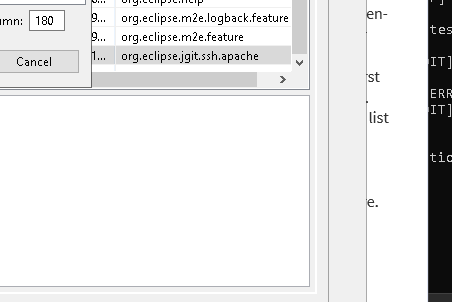 org.eclipse.help
umn: 180
9... org.eclipse.m2e.logback.feature
9... org.eclipse.m2e.feature
Cancel
1... org.eclipse.jgit.ssh.apache
en-
rst
list
e.
tes
IT]
ERR
IT]
tio